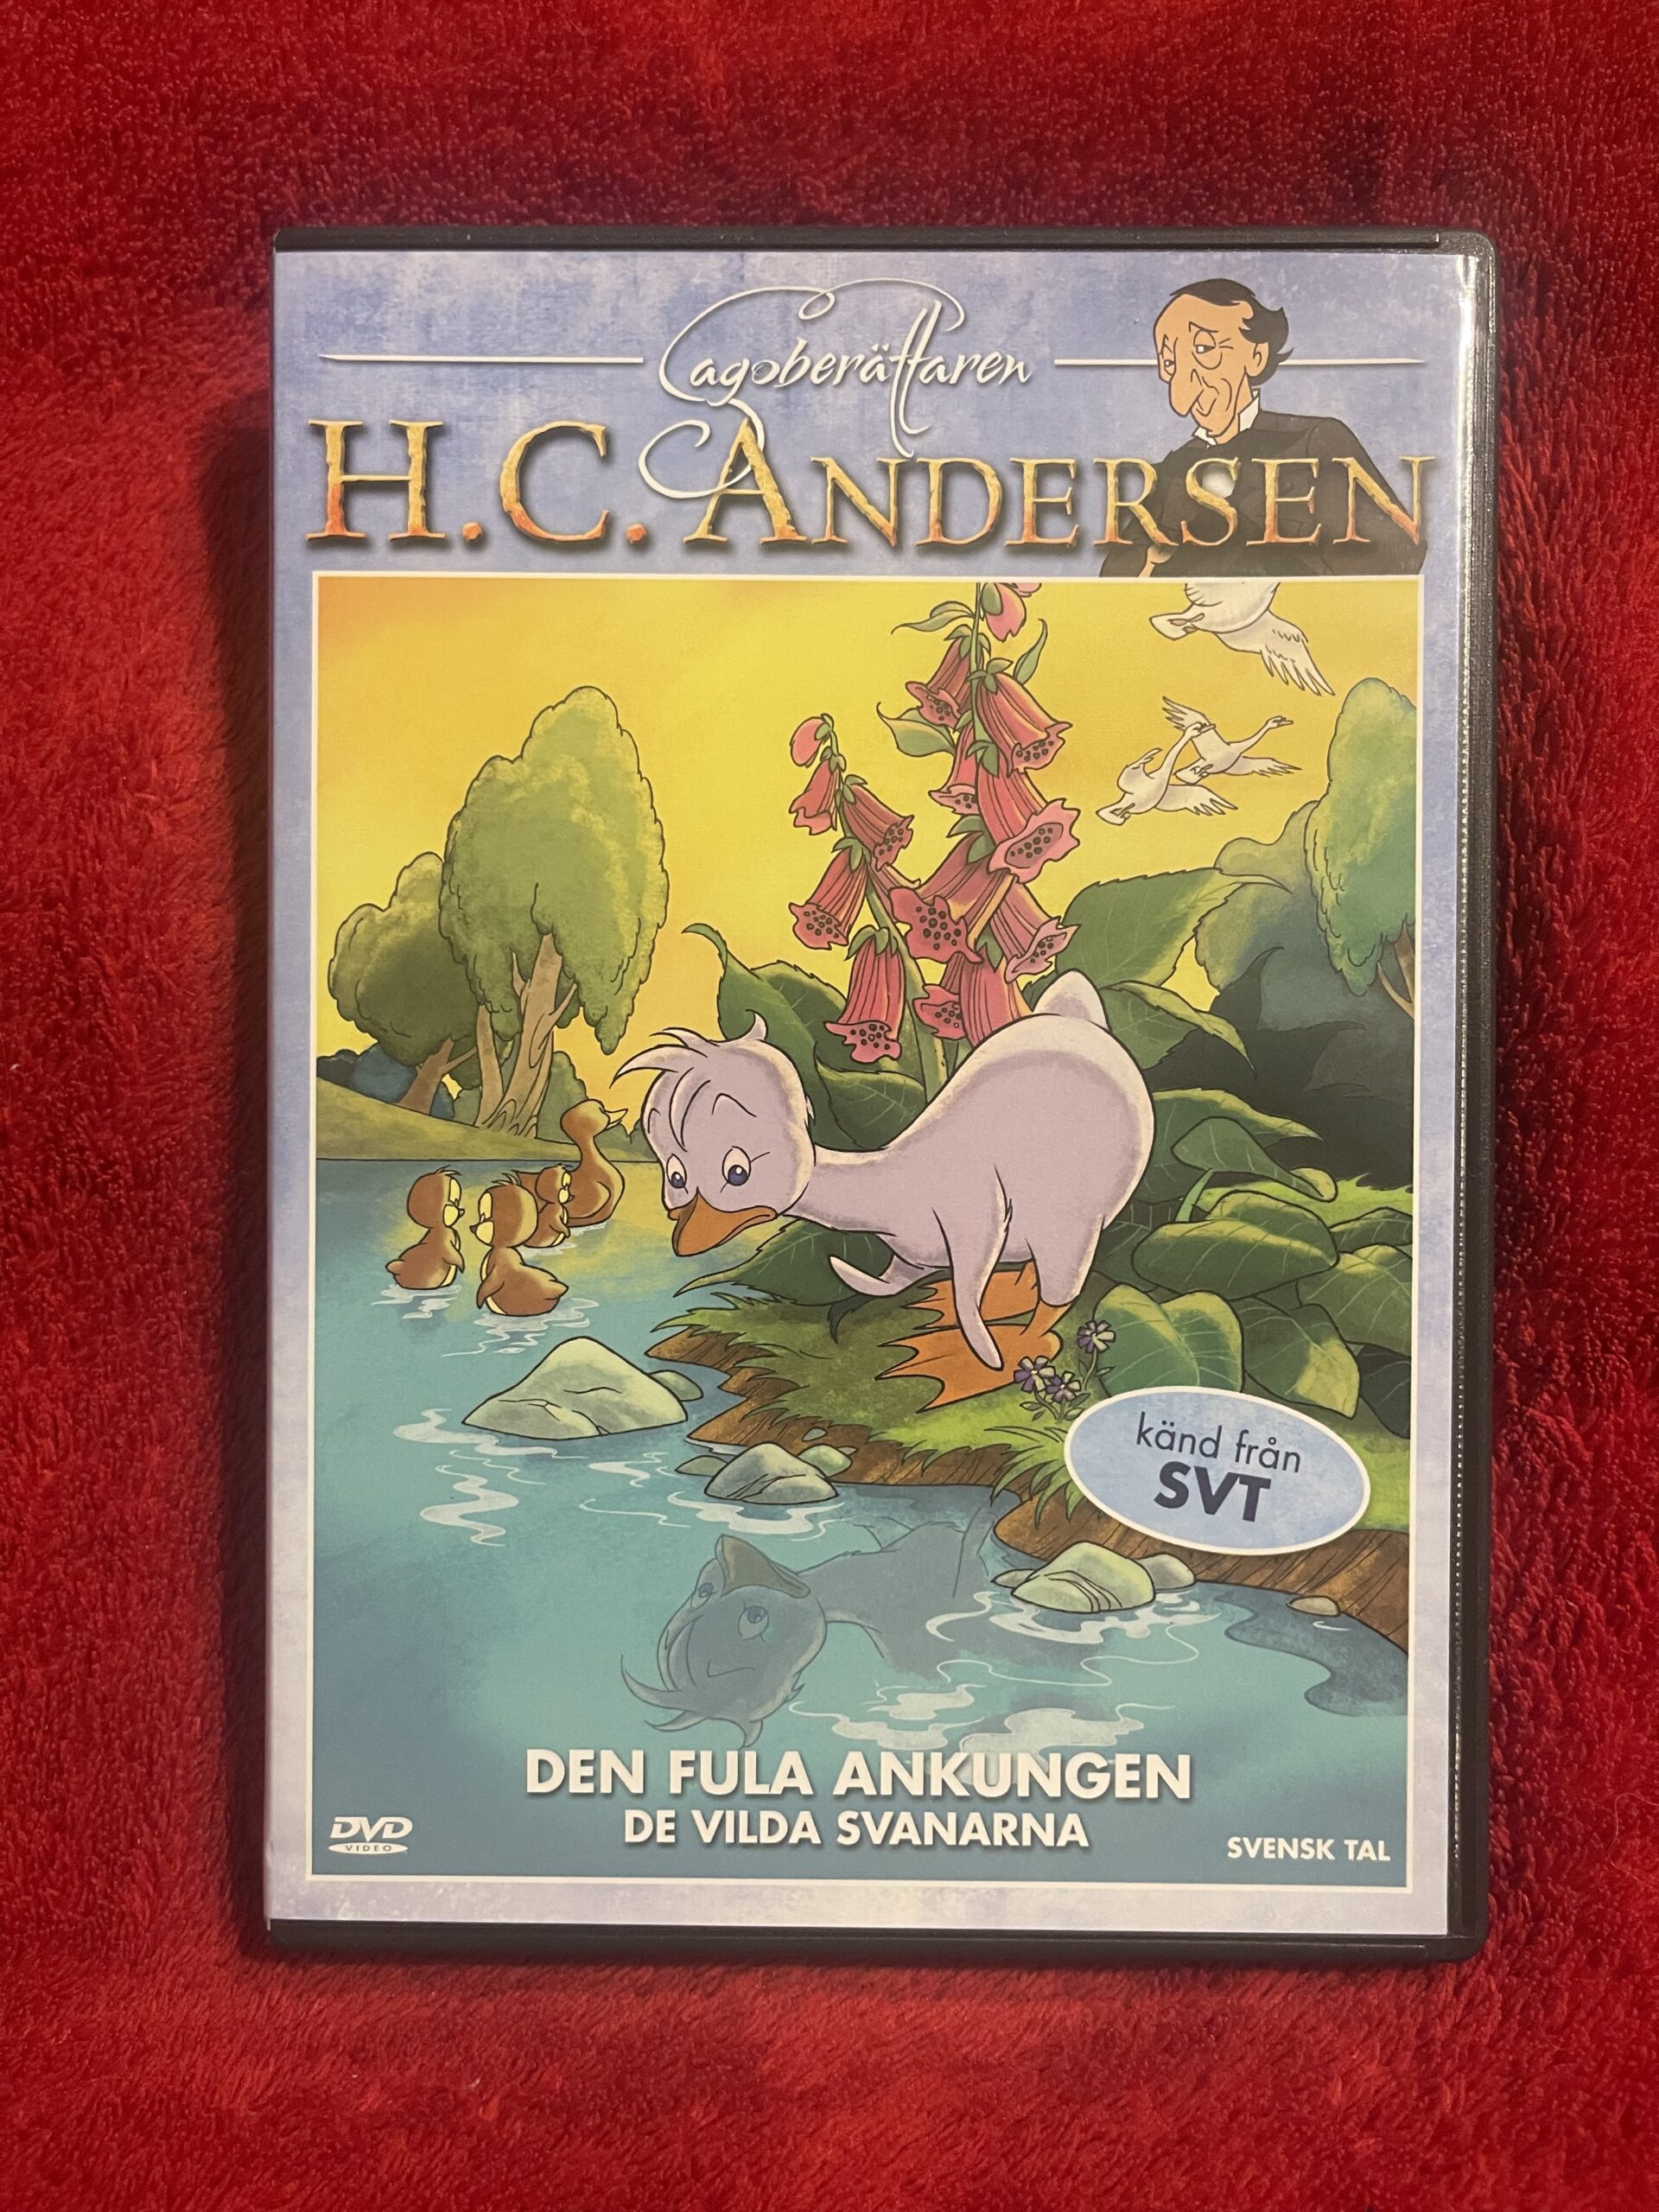 Sagoberättaren
H.C. ANDERSEN
känd från
SVT
DEN FULA ANKUNGEN
DE VILDA SVANARNA
DVD
VIDEO
SVENSK TAL